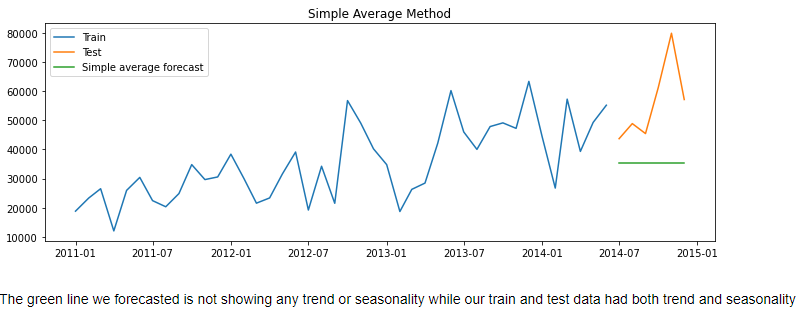 Simple Average Method
Train
Test
Simple average forecast
80000
70000
60000
50000
40000
30000
20000
10000
2011-01 2011-07 2012-01 2012-07 2013-01 2013-07 2014-01 2014-07 2015-01
The green line we forecasted is not showing any trend or seasonality while our train and test data had both trend and seasonality